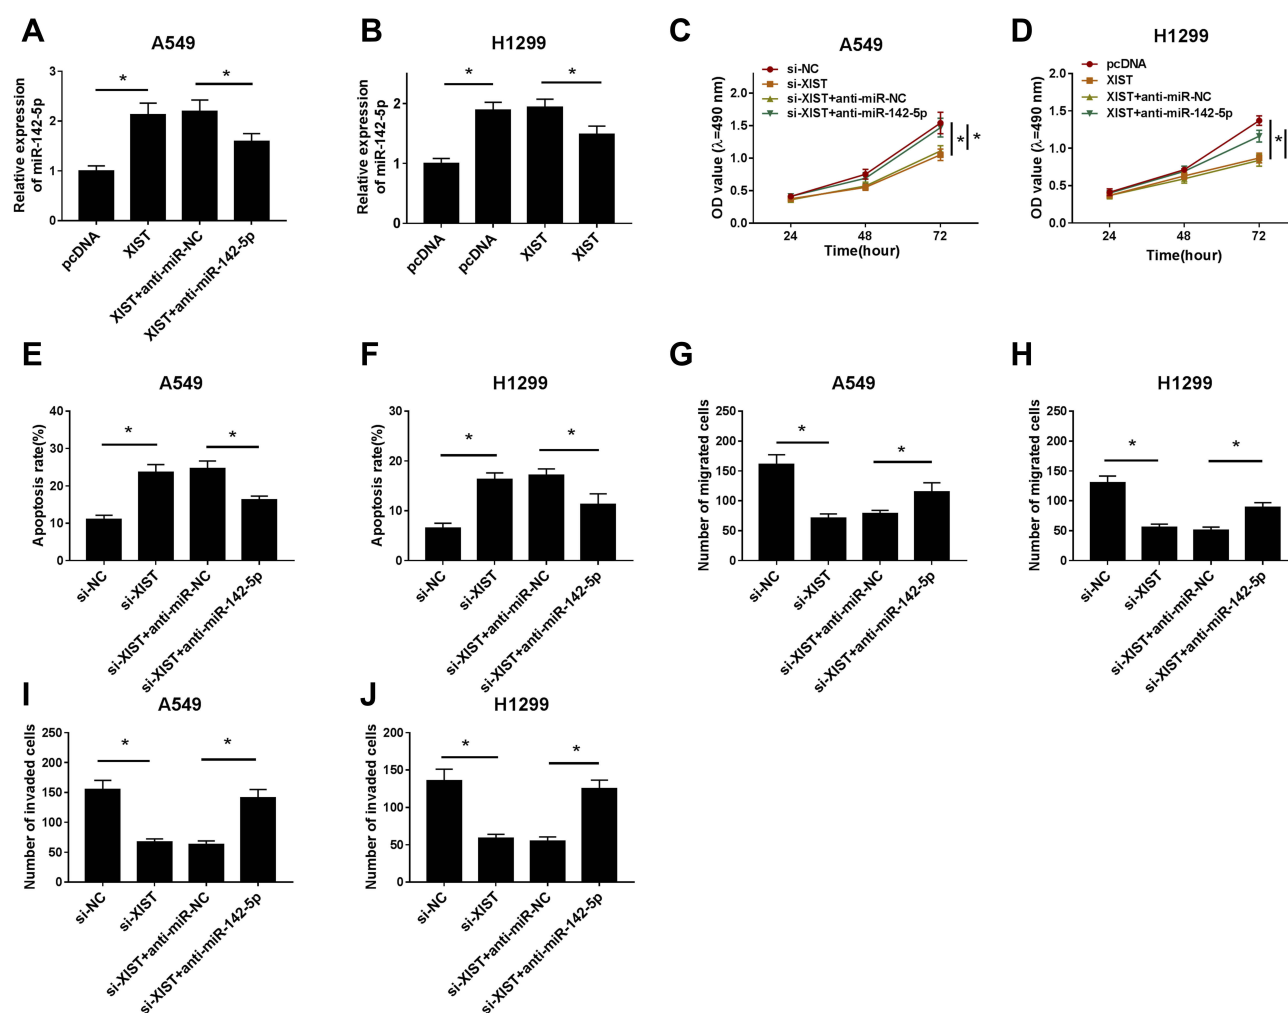 A
A549
Relative expression
of miR-142-5p
3
2
1
0
*
*
pcDNA
XIST
XIST+anti-miR-NC
XIST+anti-miR-142-5p
B
H1299
Relative expression
of miR-142-5p
2
1
0
*
*
pcDNA
pcDNA
XIST
XIST
C
A549
si-NC
si-XIST
si-XIST+anti-miR-NC
si-XIST+anti-miR-142-5p
OD value (λ=490 nm)
2.0
1.5
1.0
0.5
0.0
*
*
24
48
72
Time(hour)
D
H1299
pcDNA
XIST
XIST+anti-miR-NC
XIST+anti-miR-142-5p
OD value (λ=490 nm)
2.0
1.5
1.0
0.5
0.0
*
24
48
72
Time(hour)
E
A549
Apoptosis rate(%)
40
30
20
10
0
*
*
si-NC
si-XIST
si-XIST+anti-miR-NC
si-XIST+anti-miR-142-5p
F
H1299
Apoptosis rate(%)
30
20
10
0
*
*
si-NC
si-XIST
si-XIST+anti-miR-NC
si-XIST+anti-miR-142-5p
G
A549
Number of migrated cells
250
200
150
100
50
0
*
*
si-NC
si-XIST
si-XIST+anti-miR-NC
si-XIST+anti-miR-142-5p
H
H1299
Number of migrated cells
250
200
150
100
50
0
*
*
si-NC
si-XIST
si-XIST+anti-miR-NC
si-XIST+anti-miR-142-5p
I
A549
Number of invaded cells
250
200
150
100
50
0
*
*
si-NC
si-XIST
si-XIST+anti-miR-NC
si-XIST+anti-miR-142-5p
J
H1299
Number of invaded cells
200
150
100
50
0
*
*
si-NC
si-XIST
si-XIST+anti-miR-NC
si-XIST+anti-miR-142-5p